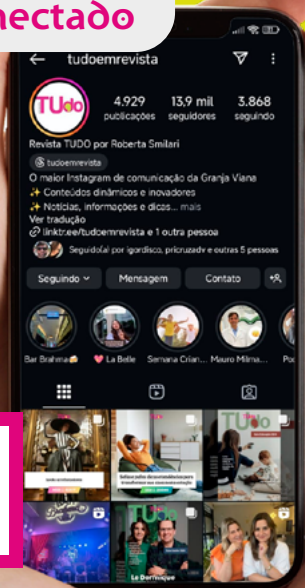 nectado
tudoemrevista
TUdo
4.929
13,9 mil
3.868
publicações
seguidores
seguindo
Revista TUDO por Roberta Smilari
tudoemrevista
O maior Instagram de comunicação da Granja Viana
✨ Conteúdos dinâmicos e inovadores
✨ Notícias, informações e dicas... mais
Ver tradução
linktr.ee/tudoemrevista e 1 outra pessoa
Seguido(a) por igordisco, pricruzadv e outras 5 pessoas
Seguindo
Mensagem
Contato
Bar Brahma🍻
❤️ La Belle
Semana Crian...
Mauro Milma...
Poc
TUdo
TUdo
Le Dormique